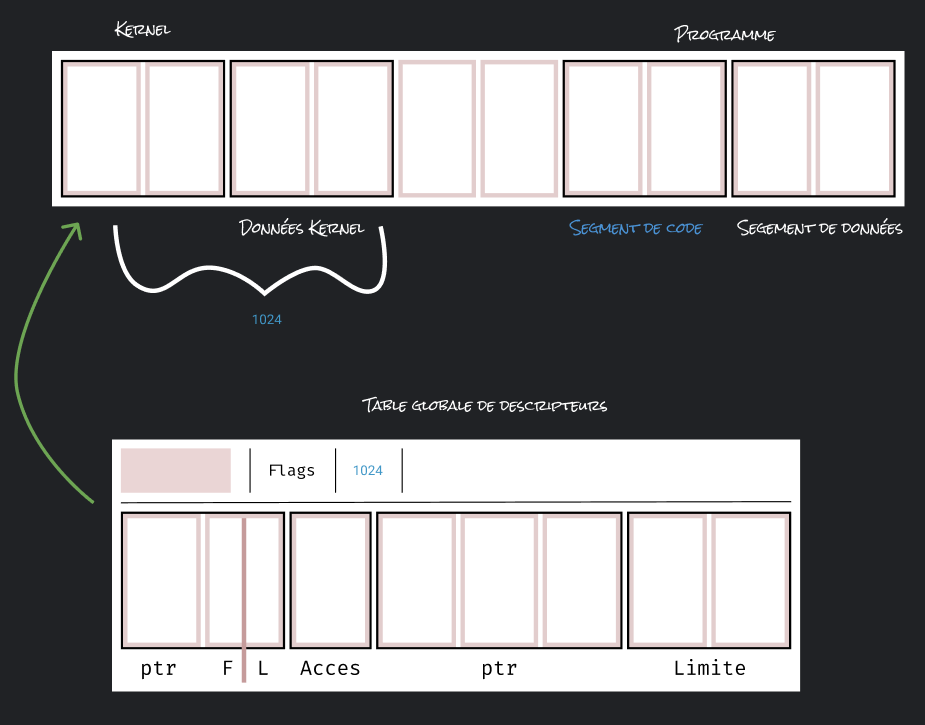 Kernel
Programme
Données Kernel
Segment de code
Segement de données
1024
Table globale de descripteurs
Flags
1024
ptr
F
L
Acces
ptr
Limite